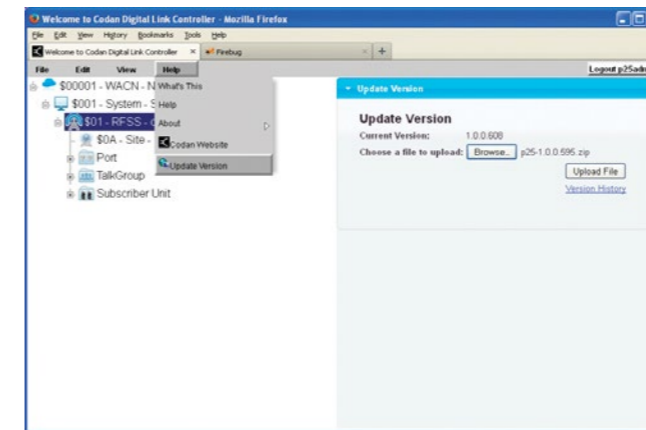 Welcome to Codan Digital Link Controller - Mozilla Firefox
File Edit View History Bookmarks Tools Help
Welcome to Codan Digital Link Controller × Firebug × +
File Edit View Help Logout p25adm
$00001 - WACN - N
$001 - System - S
$01 - RFSS -
$0A - Site -
Port
TalkGroup
Subscriber Unit
What's This
Help
About
Codan Website
Update Version
Update Version
Update Version
Current Version: 1.0.0.608
Choose a file to upload: Browse.. p25-1.0.0.595.zip
Upload File
Version History